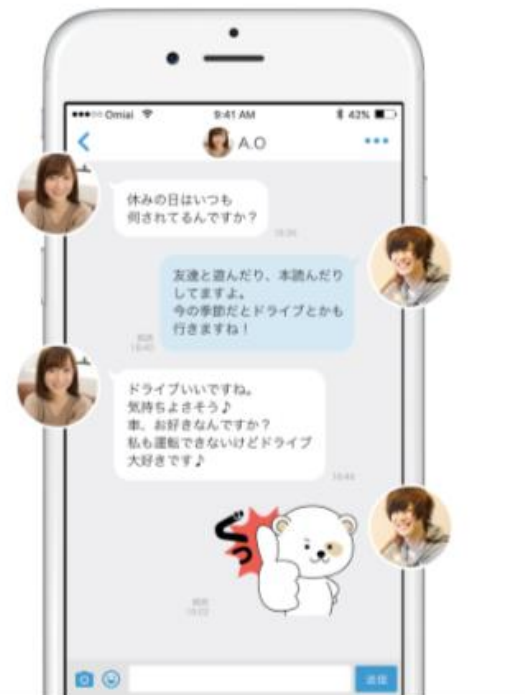 Omiai
9:41 AM
42%
A.O
休みの日はいつも
何されてるんですか？
友達と遊んだり、本読んだり
してますよ。
今の季節だとドライブとかも
行きますね！
既読
ドライブいいですね。
気持ちよさそう♪
車、お好きなんですか？
私も運転できないけどドライブ
大好きです♪
ぐっ
既読
送信